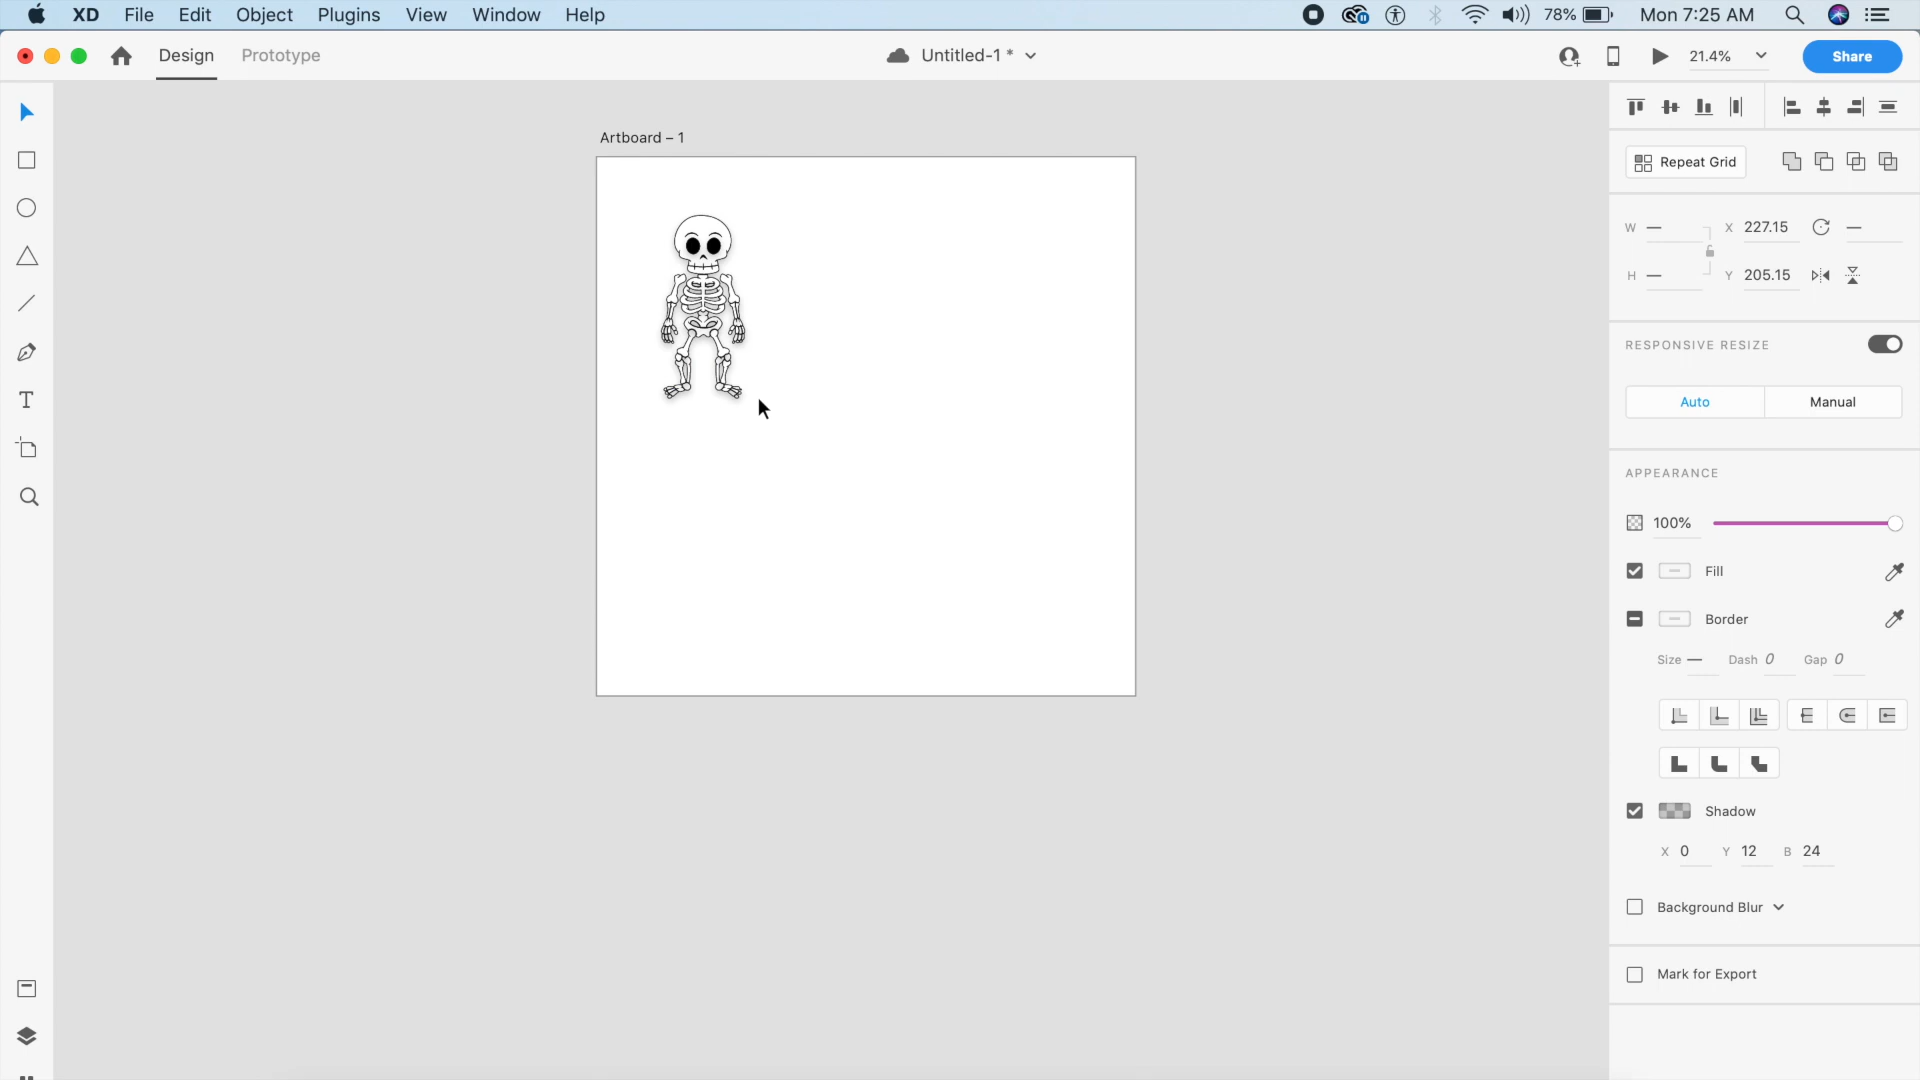 XD File Edit Object Plugins View Window Help 78% Mon 7:25 AM
Design Prototype Untitled-1 * 21.4% Share
Artboard – 1
Repeat Grid
W — X 227.15 —
H — Y 205.15
RESPONSIVE RESIZE
Auto Manual
APPEARANCE
100%
Fill
Border
Size — Dash 0 Gap 0
Shadow
X 0 Y 12 B 24
Background Blur
Mark for Export
T